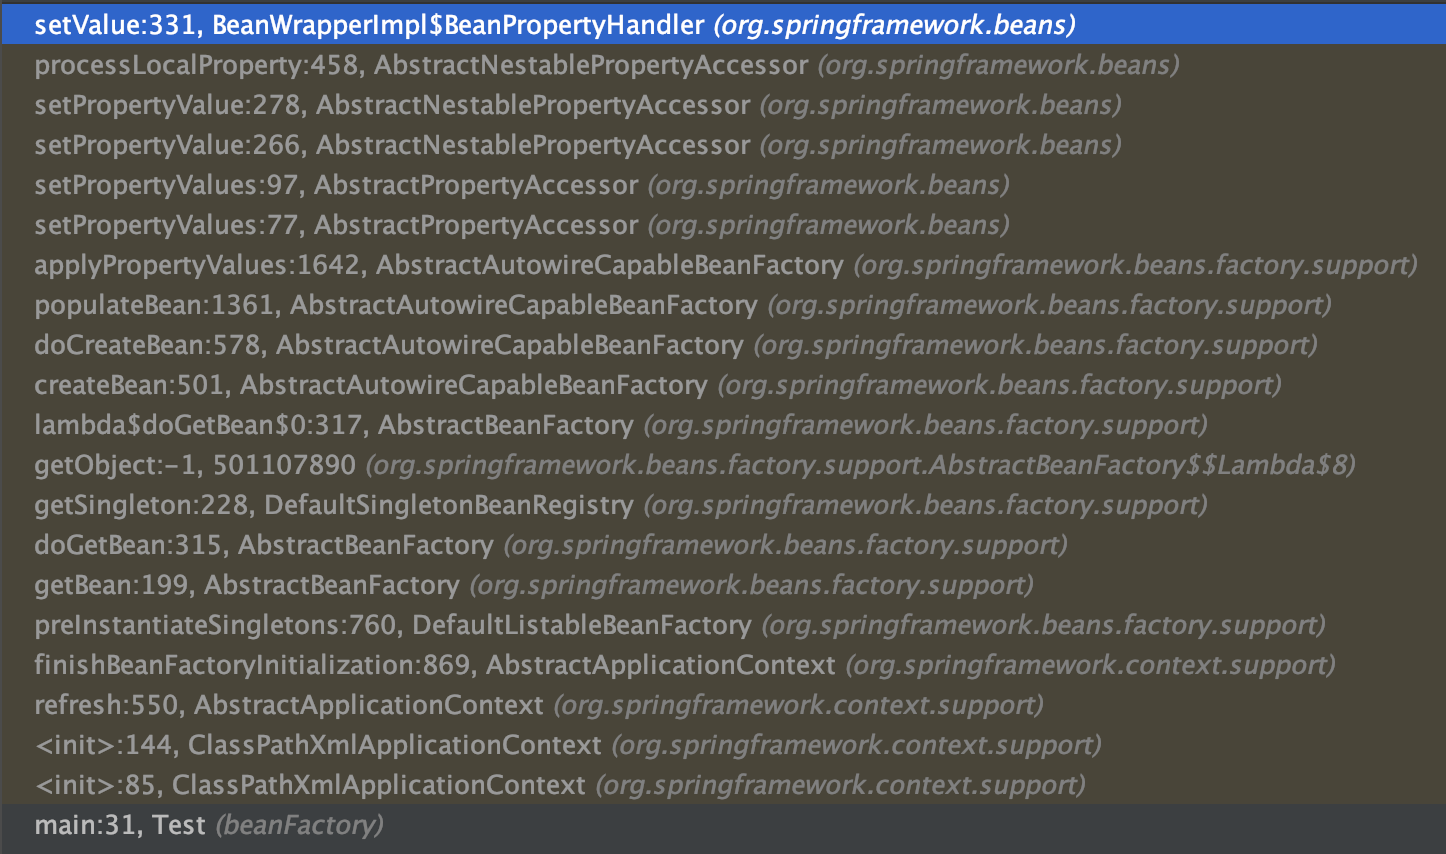 setValue:331, BeanWrapperImpl$BeanPropertyHandler (org.springframework.beans)
processLocalProperty:458, AbstractNestablePropertyAccessor (org.springframework.beans)
setPropertyValue:278, AbstractNestablePropertyAccessor (org.springframework.beans)
setPropertyValue:266, AbstractNestablePropertyAccessor (org.springframework.beans)
setPropertyValues:97, AbstractPropertyAccessor (org.springframework.beans)
setPropertyValues:77, AbstractPropertyAccessor (org.springframework.beans)
applyPropertyValues:1642, AbstractAutowireCapableBeanFactory (org.springframework.beans.factory.support)
populateBean:1361, AbstractAutowireCapableBeanFactory (org.springframework.beans.factory.support)
doCreateBean:578, AbstractAutowireCapableBeanFactory (org.springframework.beans.factory.support)
createBean:501, AbstractAutowireCapableBeanFactory (org.springframework.beans.factory.support)
lambda$doGetBean$0:317, AbstractBeanFactory (org.springframework.beans.factory.support)
getObject:-1, 501107890 (org.springframework.beans.factory.support.AbstractBeanFactory$$Lambda$8)
getSingleton:228, DefaultSingletonBeanRegistry (org.springframework.beans.factory.support)
doGetBean:315, AbstractBeanFactory (org.springframework.beans.factory.support)
getBean:199, AbstractBeanFactory (org.springframework.beans.factory.support)
preInstantiateSingletons:760, DefaultListableBeanFactory (org.springframework.beans.factory.support)
finishBeanFactoryInitialization:869, AbstractApplicationContext (org.springframework.context.support)
refresh:550, AbstractApplicationContext (org.springframework.context.support)
<init>:144, ClassPathXmlApplicationContext (org.springframework.context.support)
<init>:85, ClassPathXmlApplicationContext (org.springframework.context.support)
main:31, Test (beanFactory)